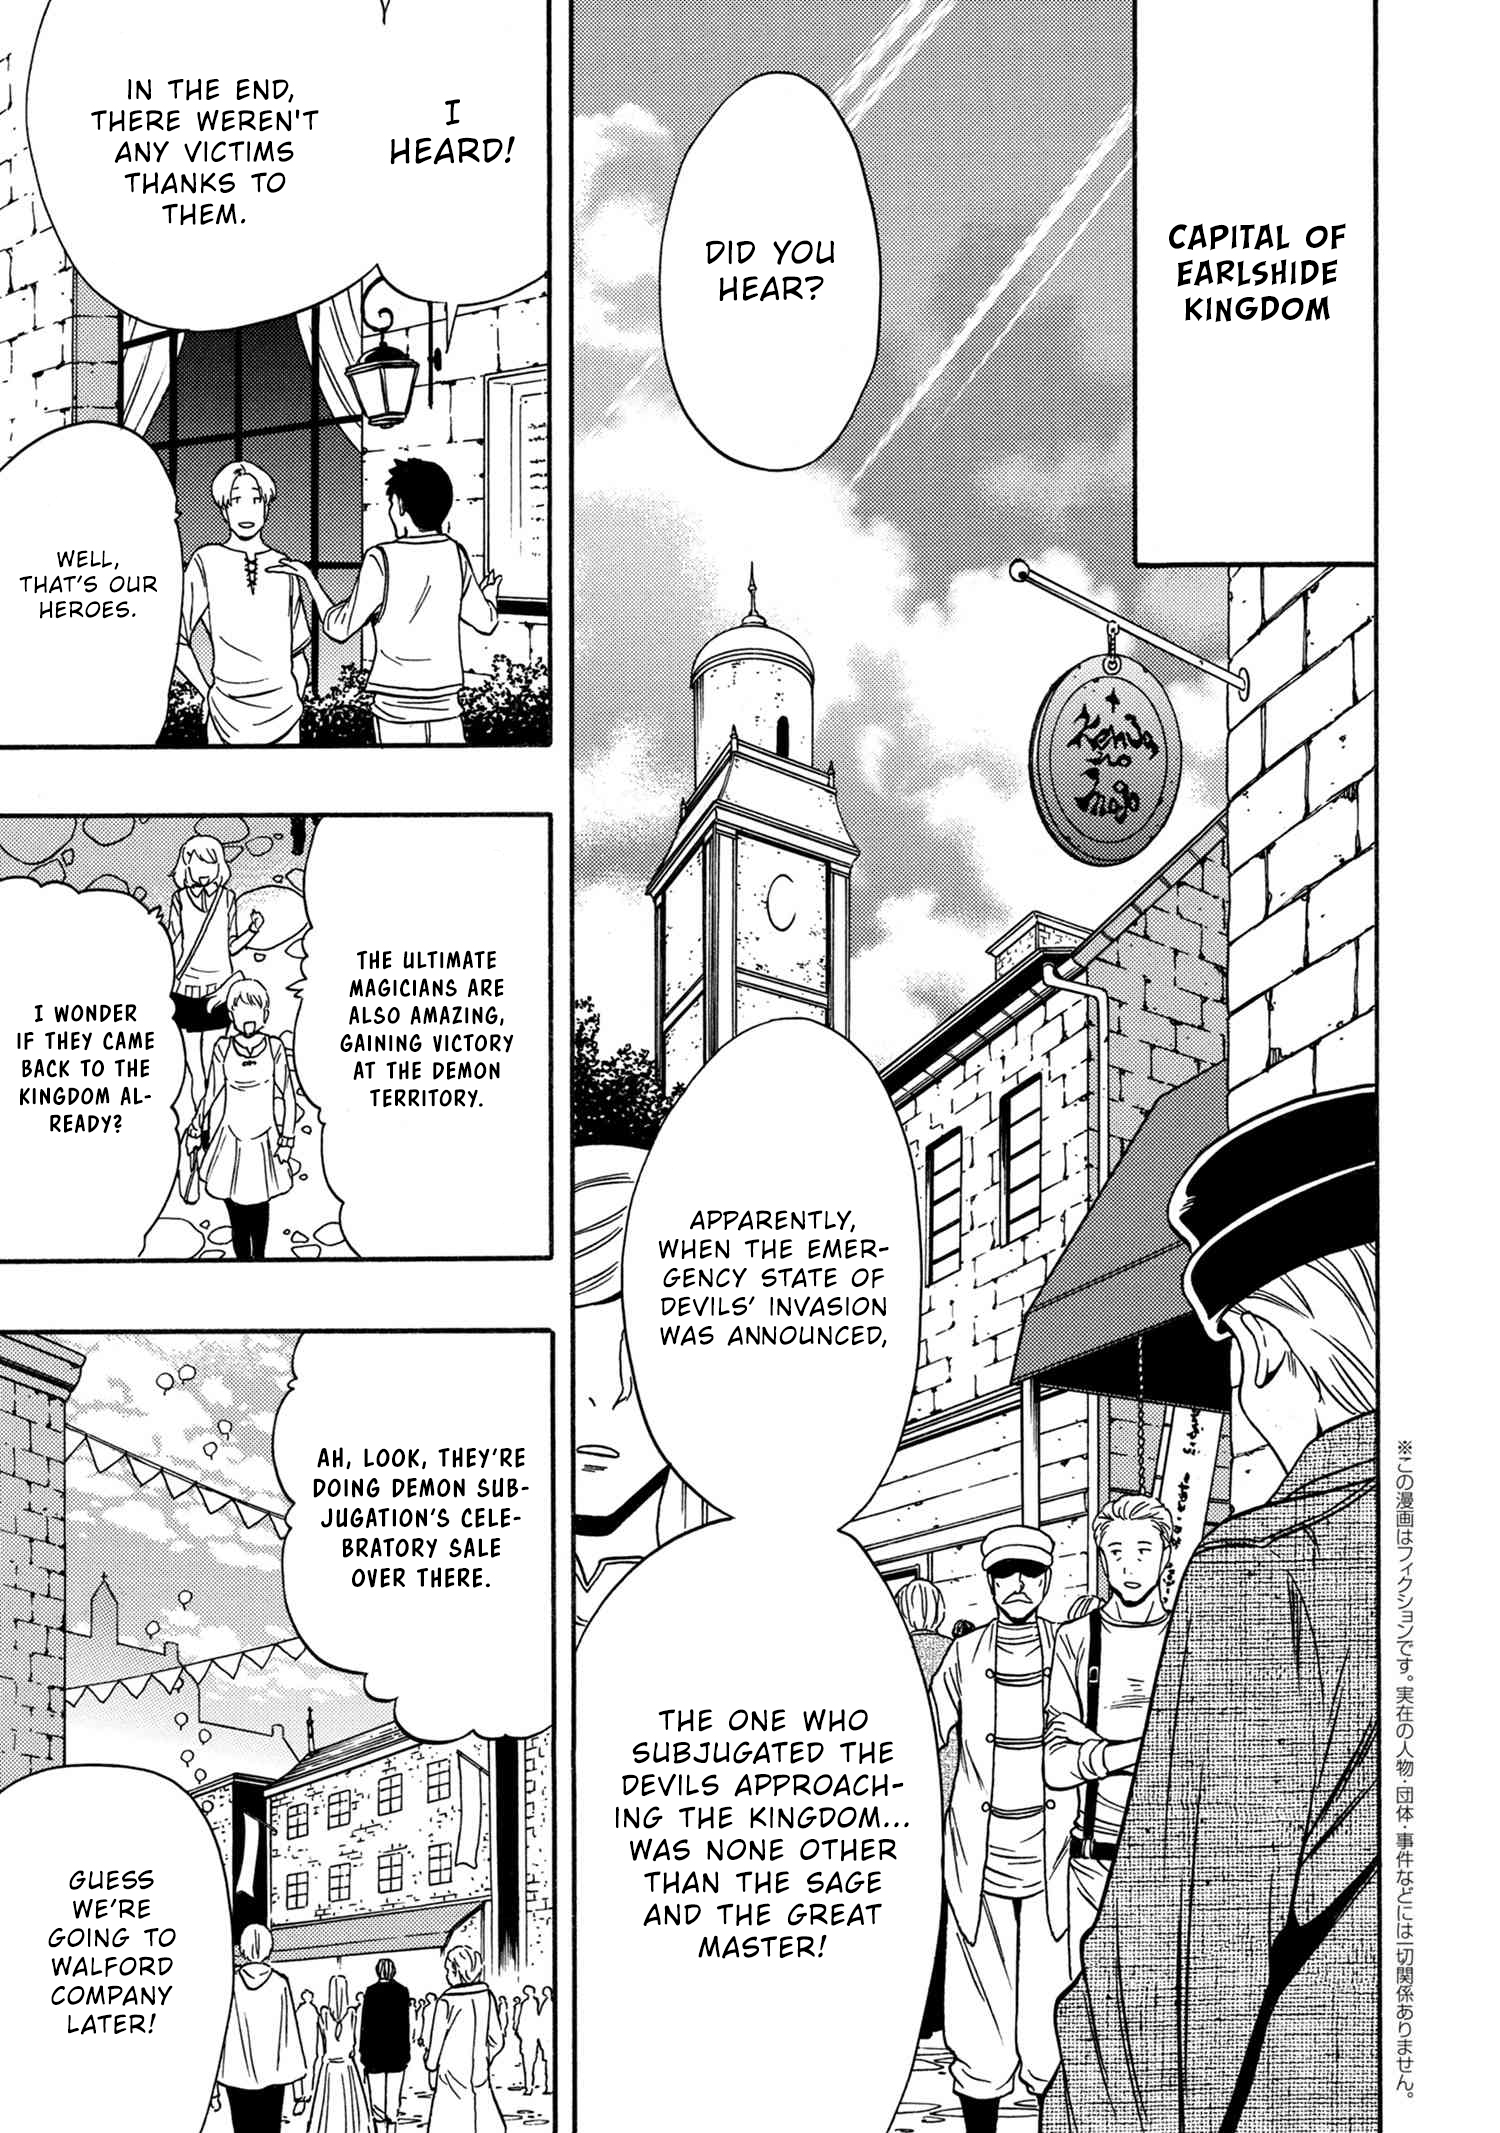 CAPITAL OF
EARLSHIDE
KINGDOM
DID YOU
HEAR?
APPARENTLY,
WHEN THE EMER-
GENCY STATE OF
DEVILS' INVASION
WAS ANNOUNCED,
THE ONE WHO
SUBJUGATED THE
DEVILS APPROACH-
ING THE KINGDOM...
WAS NONE OTHER
THAN THE SAGE
AND THE GREAT
MASTER!
I
HEARD!
IN THE END,
THERE WEREN'T
ANY VICTIMS
THANKS TO
THEM.
WELL,
THAT'S OUR
HEROES.
THE ULTIMATE
MAGICIANS ARE
ALSO AMAZING,
GAINING VICTORY
AT THE DEMON
TERRITORY.
I WONDER
IF THEY CAME
BACK TO THE
KINGDOM AL-
READY?
AH, LOOK, THEY'RE
DOING DEMON SUB-
JUGATION'S CELE-
BRATORY SALE
OVER THERE.
GUESS
WE'RE
GOING TO
WALFORD
COMPANY
LATER!
※この漫画はフィクションです。実在の人物・団体・事件などには一切関係ありません。